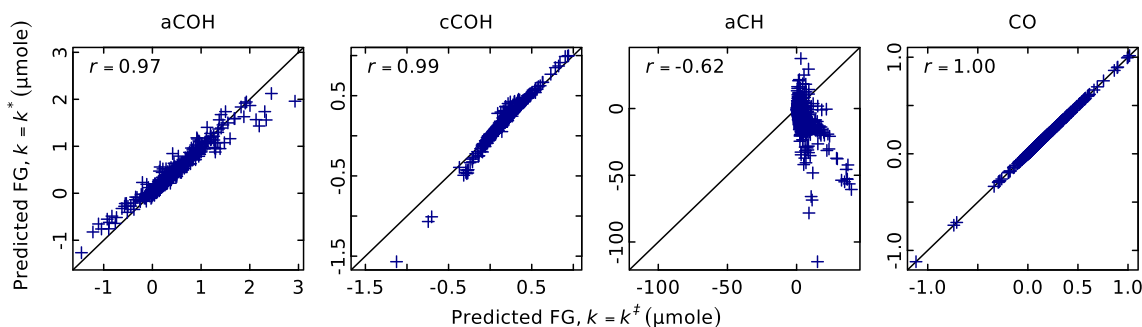 aCOH cCOH aCH CO
Predicted FG, k = k* (μmole)
r = 0.97 r = 0.99 r = -0.62 r = 1.00
3
2
1
0
-1
-1 0 1 2 3
0.5
-0.5
-1.5
-1.5 -0.5 0.5
0
-50
-100
-100 -50 0
1.0
0.0
-1.0
-1.0 0.0 1.0
Predicted FG, k = k‡ (μmole)